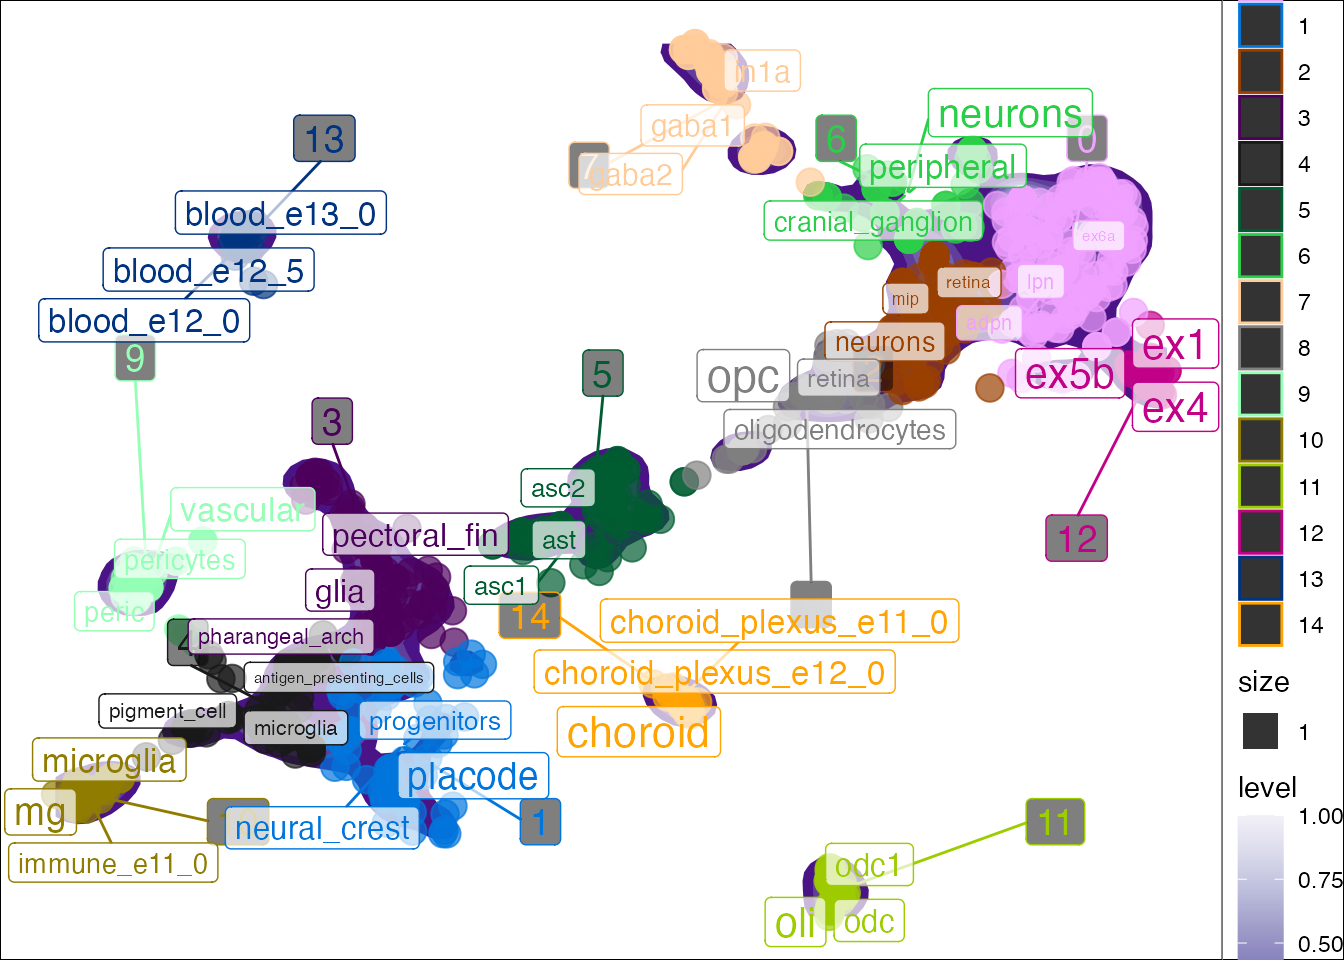 in1a
gaba1
7
gaba2
13
blood_e13_0
blood_e12_5
blood_e12_0
9
6
neurons
0
peripheral
cranial_ganglion
ex6a
retina
lpn
mip
adpn
neurons
ex1
ex5b
ex4
opc
retina
oligodendrocytes
12
5
asc2
ast
asc1
3
vascular
pectoral_fin
pericytes
glia
peric
4
pharangeal_arch
antigen_presenting_cells
pigment_cell
microglia
progenitors
14
choroid_plexus_e11_0
choroid_plexus_e12_0
choroid
microglia
mg
immune_e11_0
placode
neural_crest
1
11
odc1
oli
odc
1
2
3
4
5
6
7
8
9
10
11
12
13
14
size
1
level
1.00
0.75
0.50